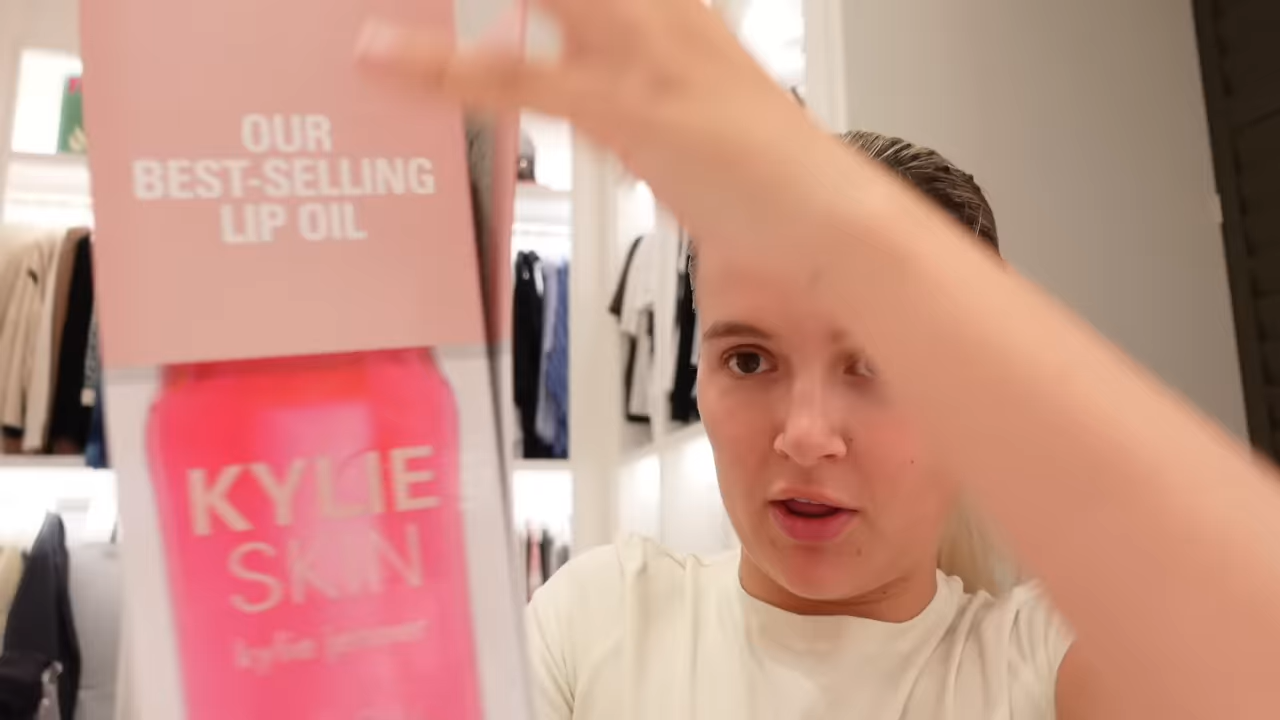 OUR
BEST-SELLING
LIP OIL
KYLIE
SKIN
kylie jenner